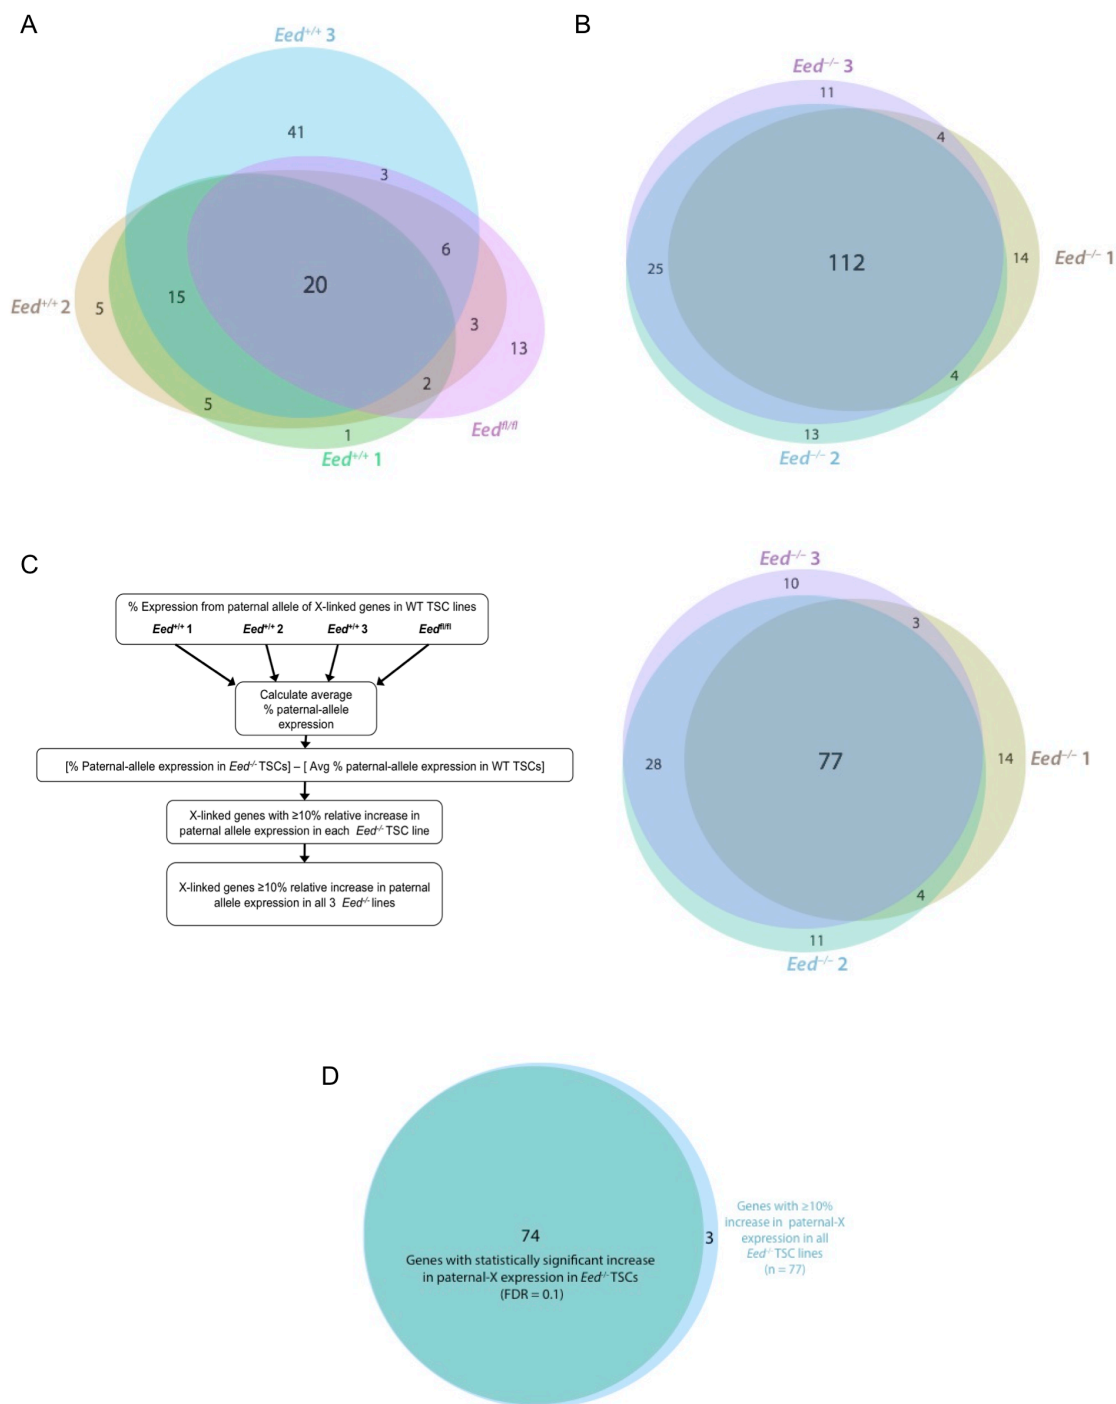 A
Eed+/+ 3
41
3
6
20
15
Eed+/+ 2
5
3
13
2
5
Eedfl/fl
1
Eed+/+ 1
B
Eed–/– 3
11
4
25
112
14
Eed–/– 1
4
13
Eed–/– 2
C
% Expression from paternal allele of X-linked genes in WT TSC lines
Eed+/+ 1 Eed+/+ 2 Eed+/+ 3 Eedfl/fl
Calculate average
% paternal-allele
expression
[% Paternal-allele expression in Eed-/- TSCs] – [ Avg % paternal-allele expression in WT TSCs]
X-linked genes with ≥10% relative increase in
paternal allele expression in each Eed-/- TSC line
X-linked genes ≥10% relative increase in paternal
allele expression in all 3 Eed-/- lines
Eed–/– 3
10
3
28
77
14
Eed–/– 1
4
11
Eed–/– 2
D
74
Genes with statistically significant increase
in paternal-X expression in Eed-/- TSCs
(FDR = 0.1)
3
Genes with ≥10%
increase in paternal-X
expression in all
Eed-/- TSC lines
(n = 77)